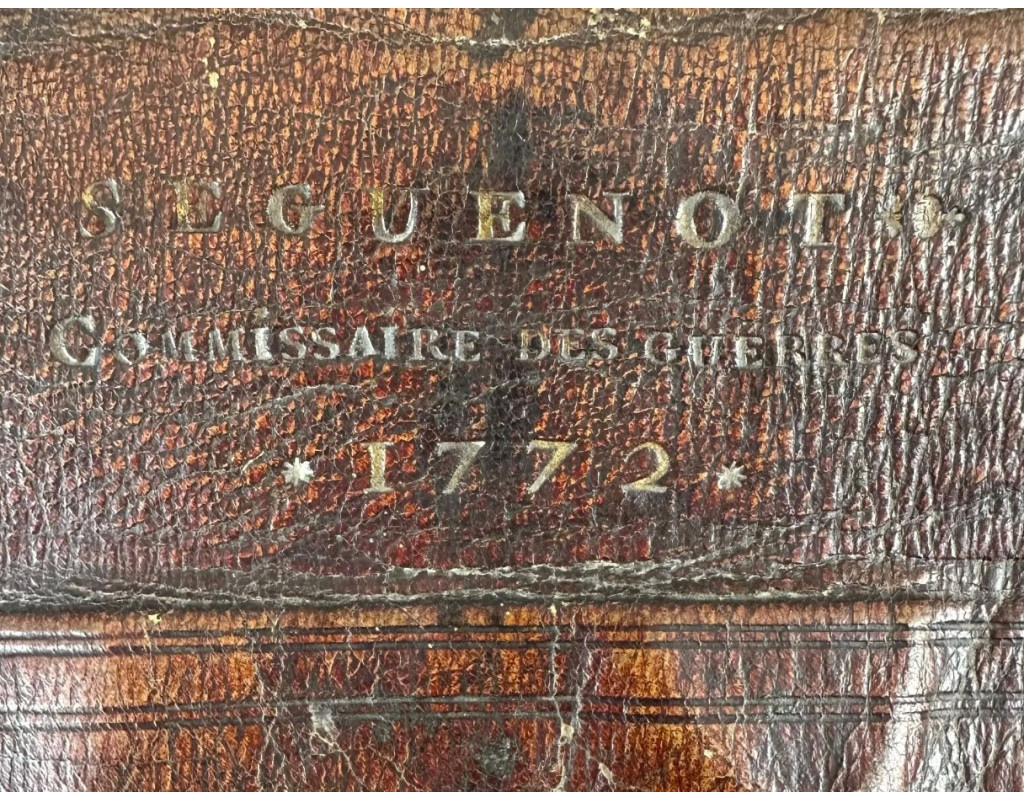 SEGUENOT
COMMISSAIRE DES GUERRES
* 1772 *